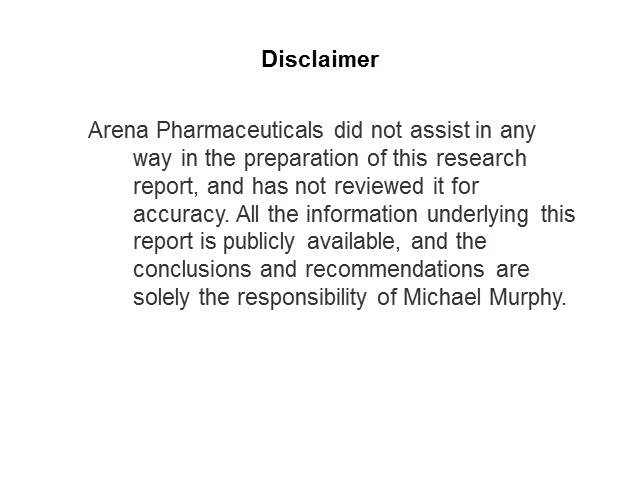 Disclaimer
Arena Pharmaceuticals did not assist in any
way in the preparation of this research
report, and has not reviewed it for
accuracy. All the information underlying this
report is publicly available, and the
conclusions and recommendations are
solely the responsibility of Michael Murphy.